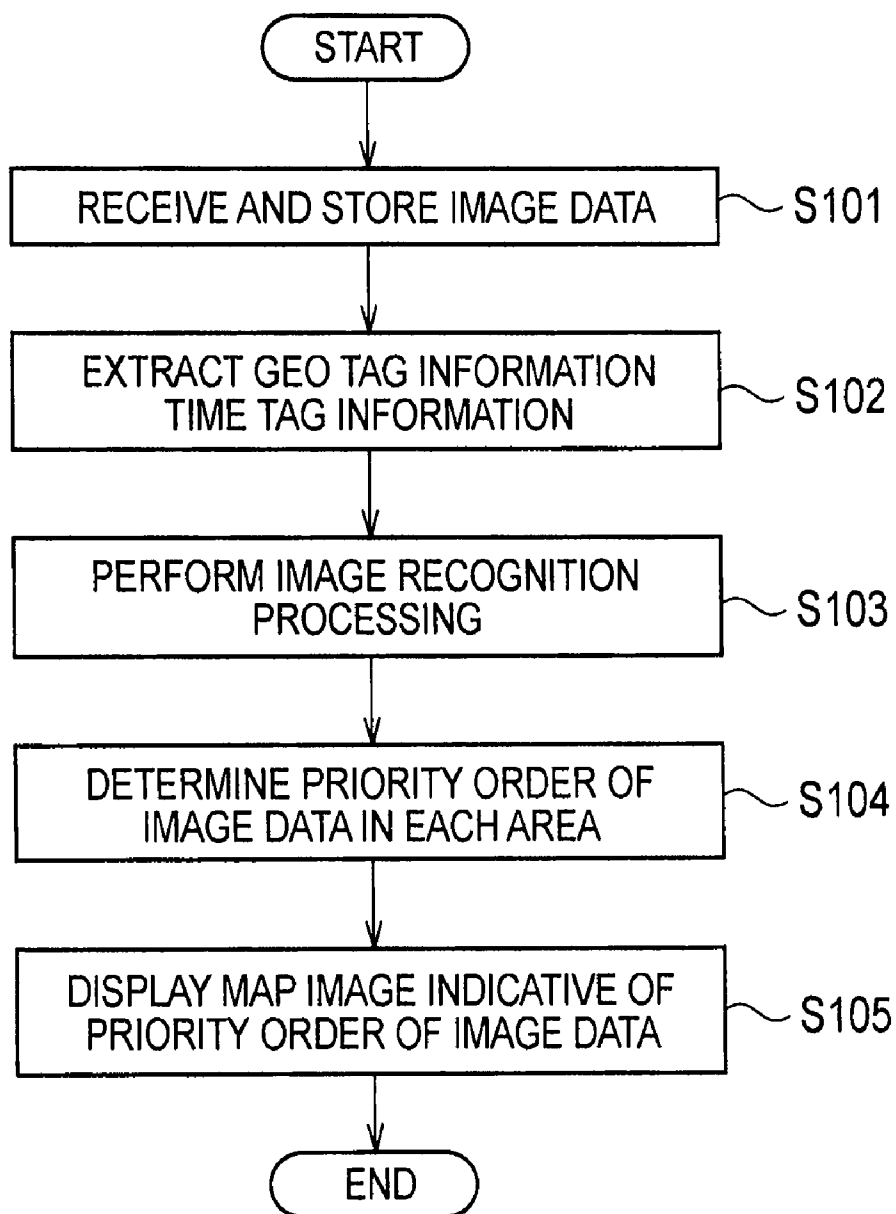 START
RECEIVE AND STORE IMAGE DATA
S101
EXTRACT GEO TAG INFORMATION
TIME TAG INFORMATION
S102
PERFORM IMAGE RECOGNITION
PROCESSING
S103
DETERMINE PRIORITY ORDER OF
IMAGE DATA IN EACH AREA
S104
DISPLAY MAP IMAGE INDICATIVE OF
PRIORITY ORDER OF IMAGE DATA
S105
END